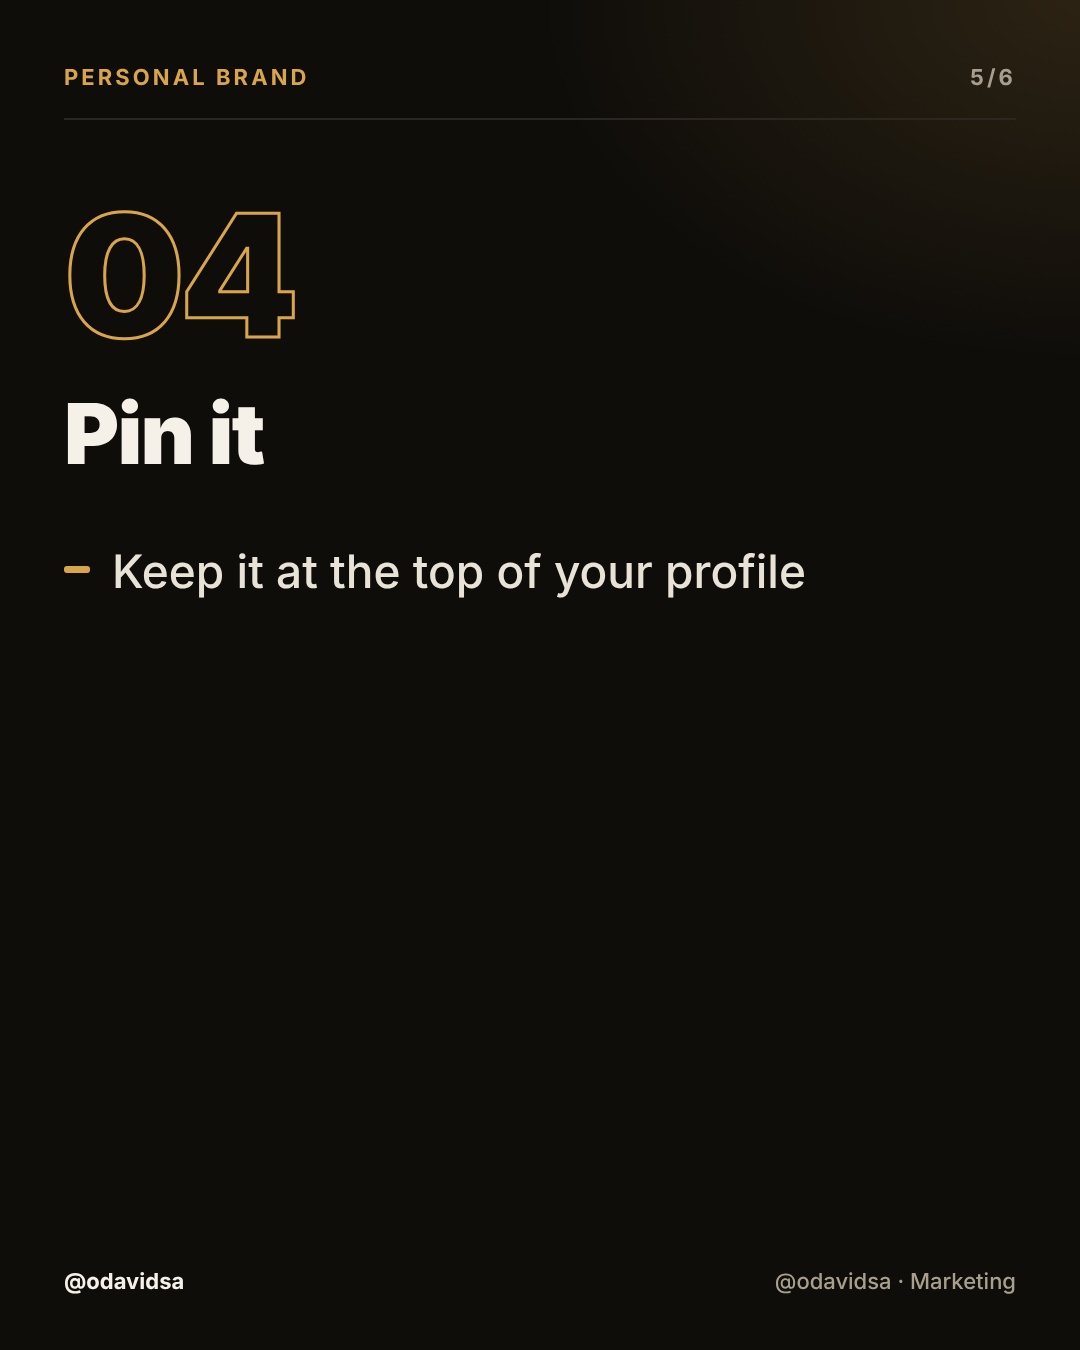 PERSONAL BRAND
5/6
04
Pin it
Keep it at the top of your profile
@odavidsa
@odavidsa · Marketing